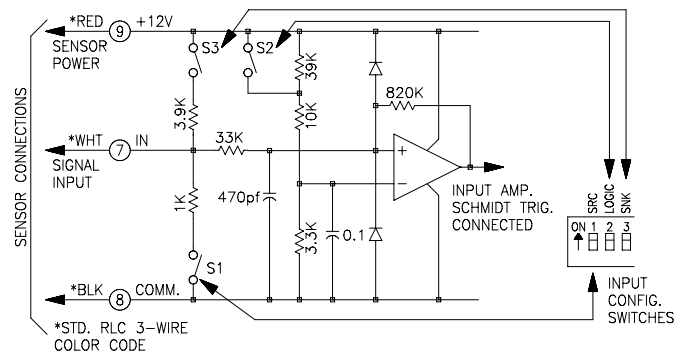 *RED 9 +12V
SENSOR
POWER
S3
S2
39K
820K
3.9K
10K
*WHT 7 IN
33K
SIGNAL
INPUT
SENSOR CONNECTIONS
+
−
470pf
1K
3.3K
0.1
INPUT AMP.
SCHMIDT TRIG.
CONNECTED
SRC
LOGIC
SNK
ON 1 2 3
S1
*BLK 8 COMM.
INPUT
CONFIG.
SWITCHES
*STD. RLC 3-WIRE
COLOR CODE